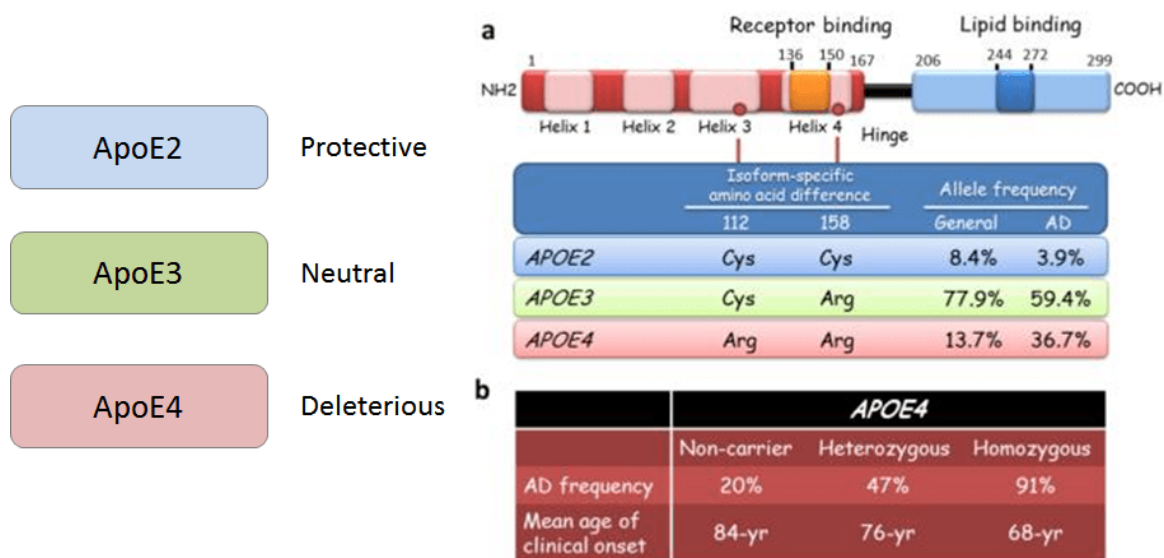 ApoE2 Protective
ApoE3 Neutral
ApoE4 Deleterious
a
Receptor binding Lipid binding
1 136 150 167 206 244 272 299
NH2 COOH
Helix 1 Helix 2 Helix 3 Helix 4 Hinge
Isoform-specific
amino acid difference Allele frequency
112 158 General AD
APOE2 Cys Cys 8.4% 3.9%
APOE3 Cys Arg 77.9% 59.4%
APOE4 Arg Arg 13.7% 36.7%
b
APOE4
Non-carrier Heterozygous Homozygous
AD frequency 20% 47% 91%
Mean age of
clinical onset 84-yr 76-yr 68-yr